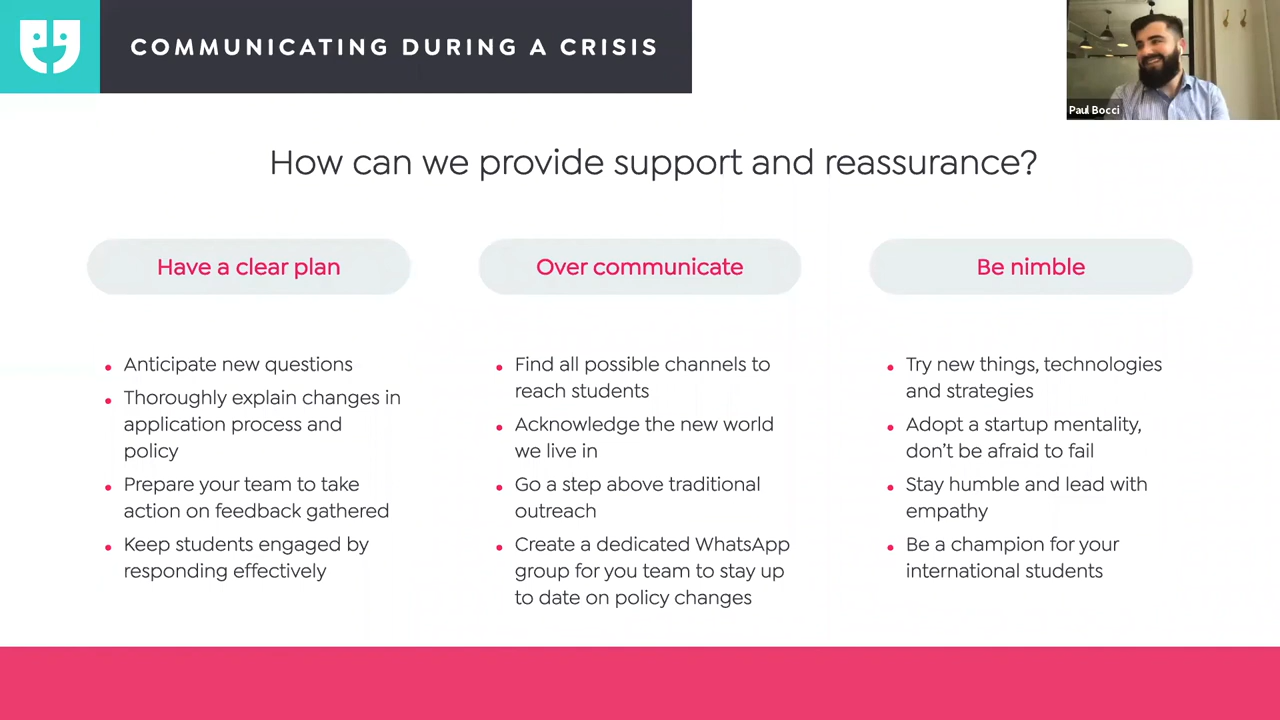 COMMUNICATING DURING A CRISIS
Paul Bocci
How can we provide support and reassurance?
Have a clear plan
Anticipate new questions
Thoroughly explain changes in
application process and
policy
Prepare your team to take
action on feedback gathered
Keep students engaged by
responding effectively
Over communicate
Find all possible channels to
reach students
Acknowledge the new world
we live in
Go a step above traditional
outreach
Create a dedicated WhatsApp
group for you team to stay up
to date on policy changes
Be nimble
Try new things, technologies
and strategies
Adopt a startup mentality,
don't be afraid to fail
Stay humble and lead with
empathy
Be a champion for your
international students